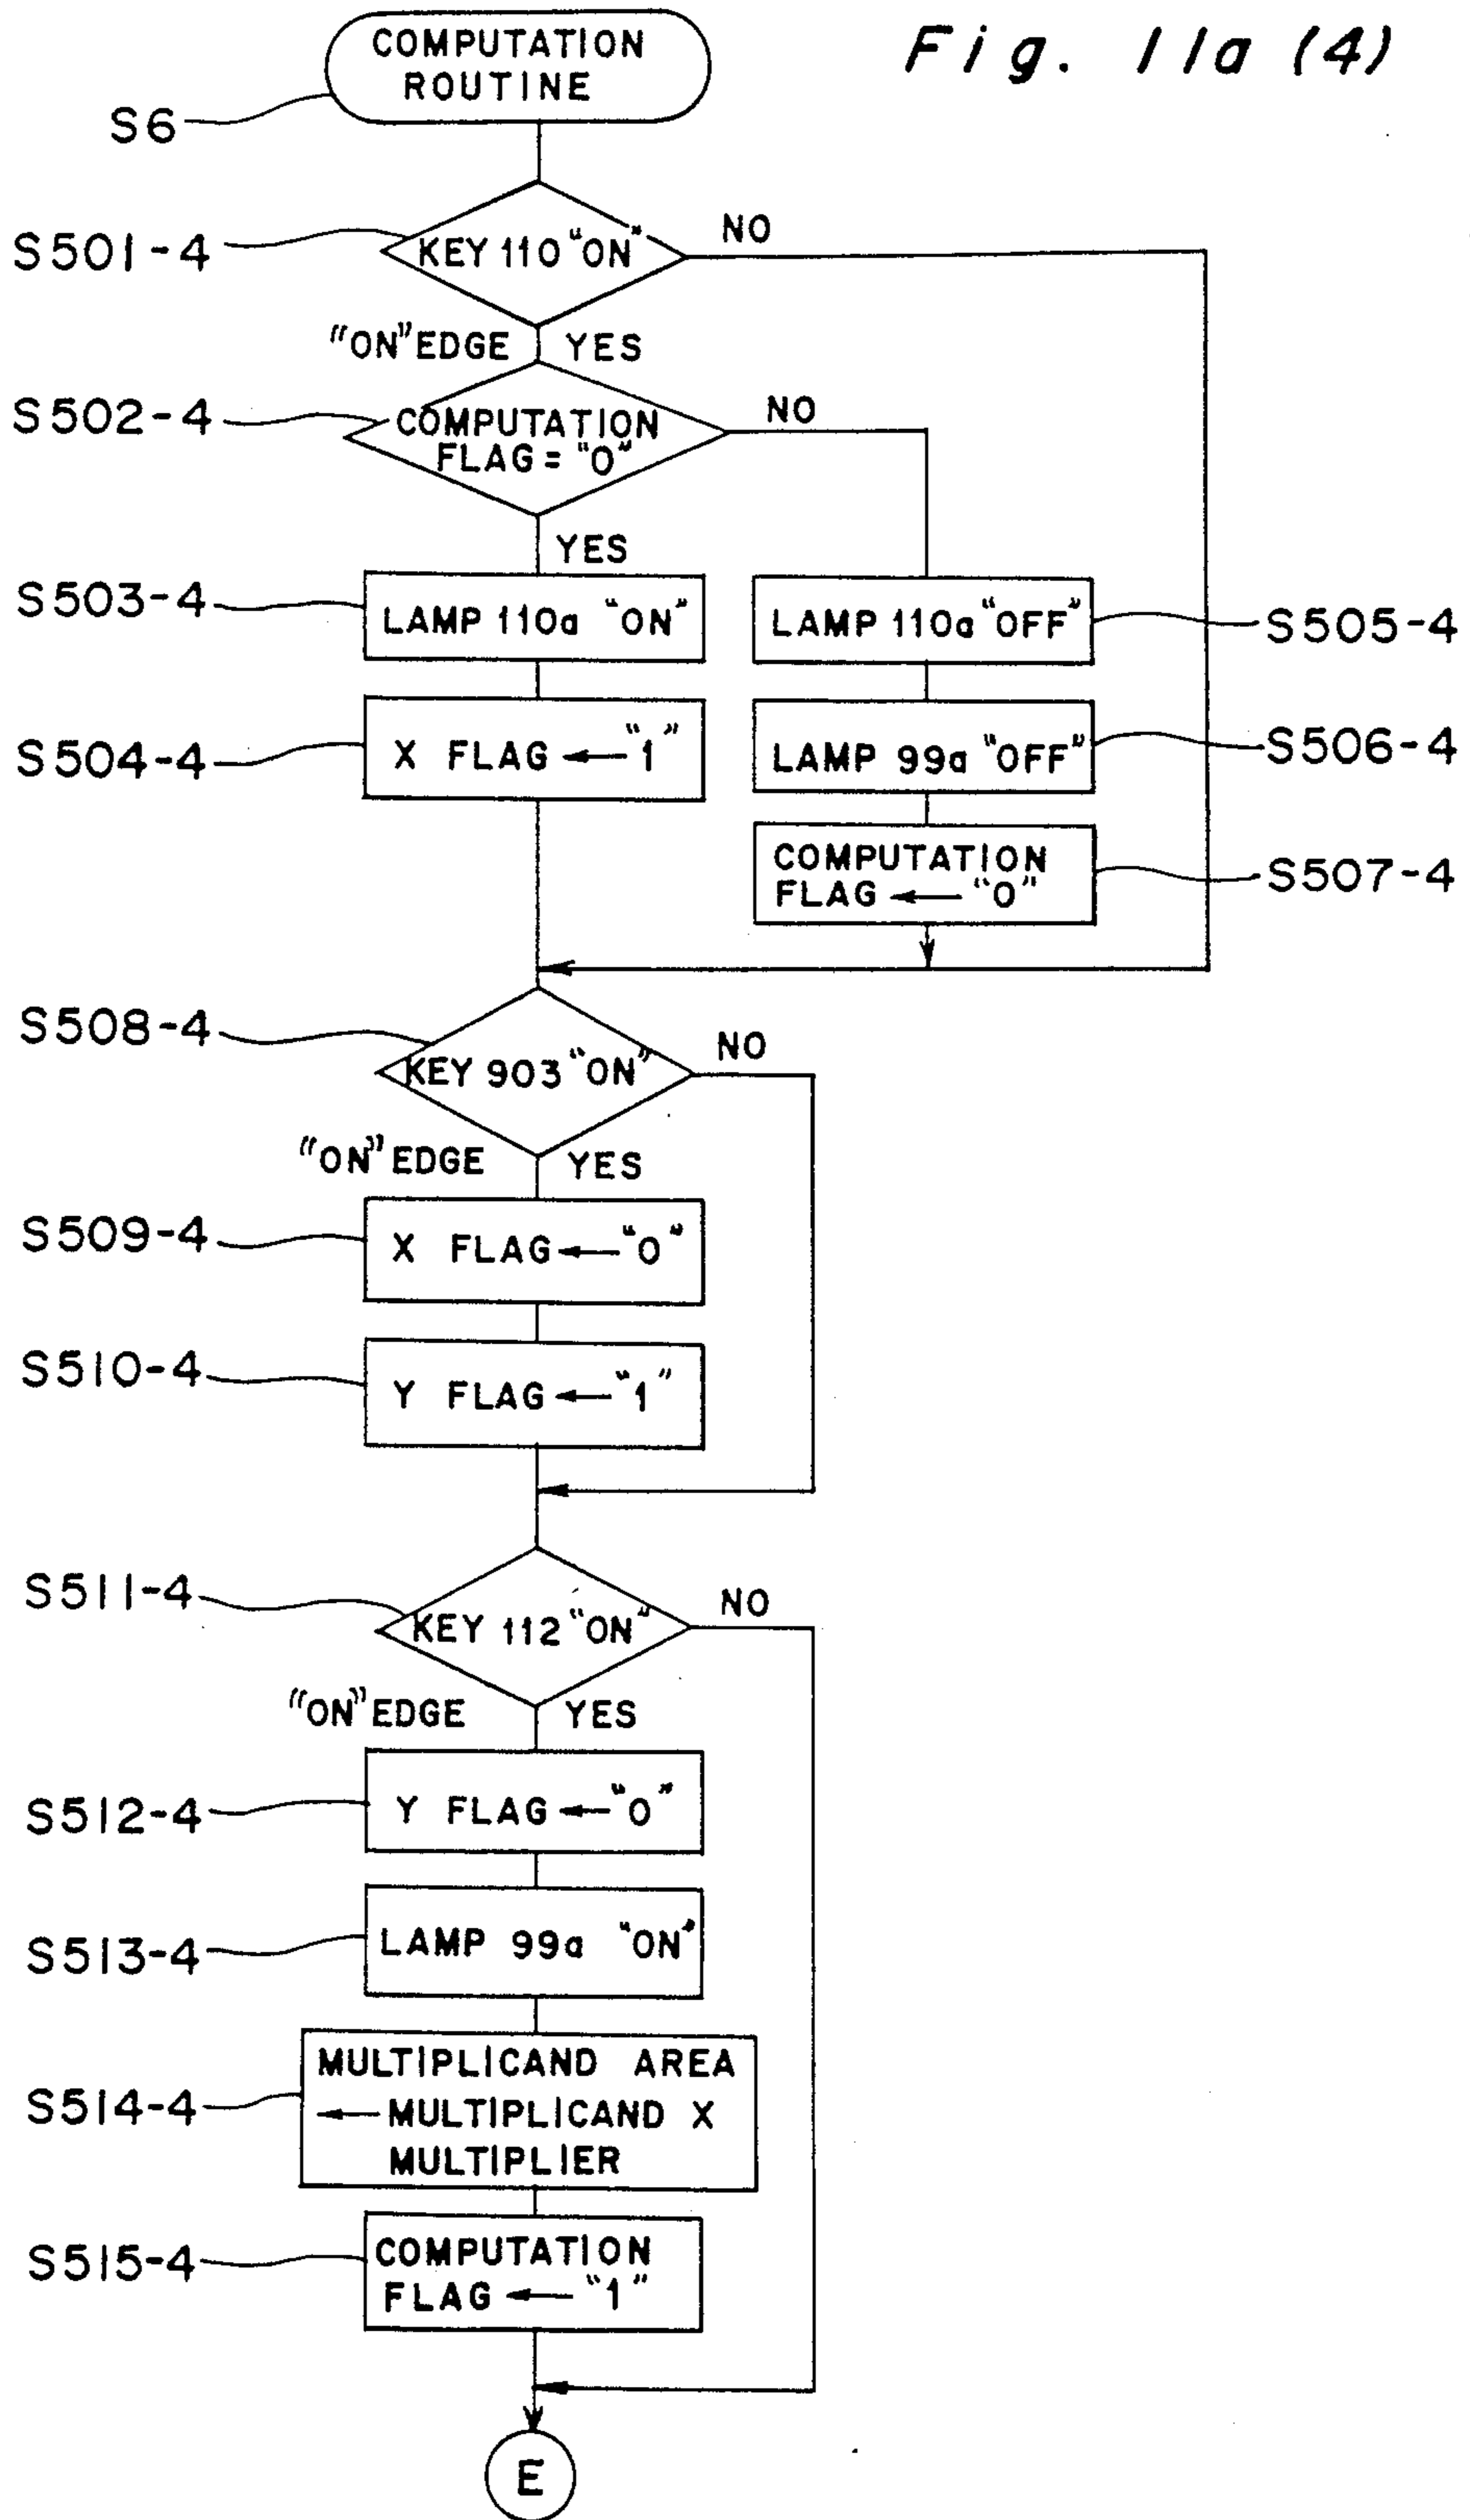 Fig. 11a (4)
COMPUTATION
ROUTINE
S6
S501-4
KEY 110 "ON"
NO
"ON" EDGE
YES
S502-4
COMPUTATION
FLAG = "0"
NO
YES
S503-4
LAMP 110a "ON"
LAMP 110a "OFF"
S505-4
S504-4
X FLAG ← "1"
LAMP 99a "OFF"
S506-4
COMPUTATION
FLAG ← "0"
S507-4
S508-4
KEY 903 "ON"
NO
"ON" EDGE
YES
S509-4
X FLAG ← "0"
S510-4
Y FLAG ← "1"
S511-4
KEY 112 "ON"
NO
"ON" EDGE
YES
S512-4
Y FLAG ← "0"
S513-4
LAMP 99a "ON"
S514-4
MULTIPLICAND AREA
← MULTIPLICAND X
MULTIPLIER
S515-4
COMPUTATION
FLAG ← "1"
E